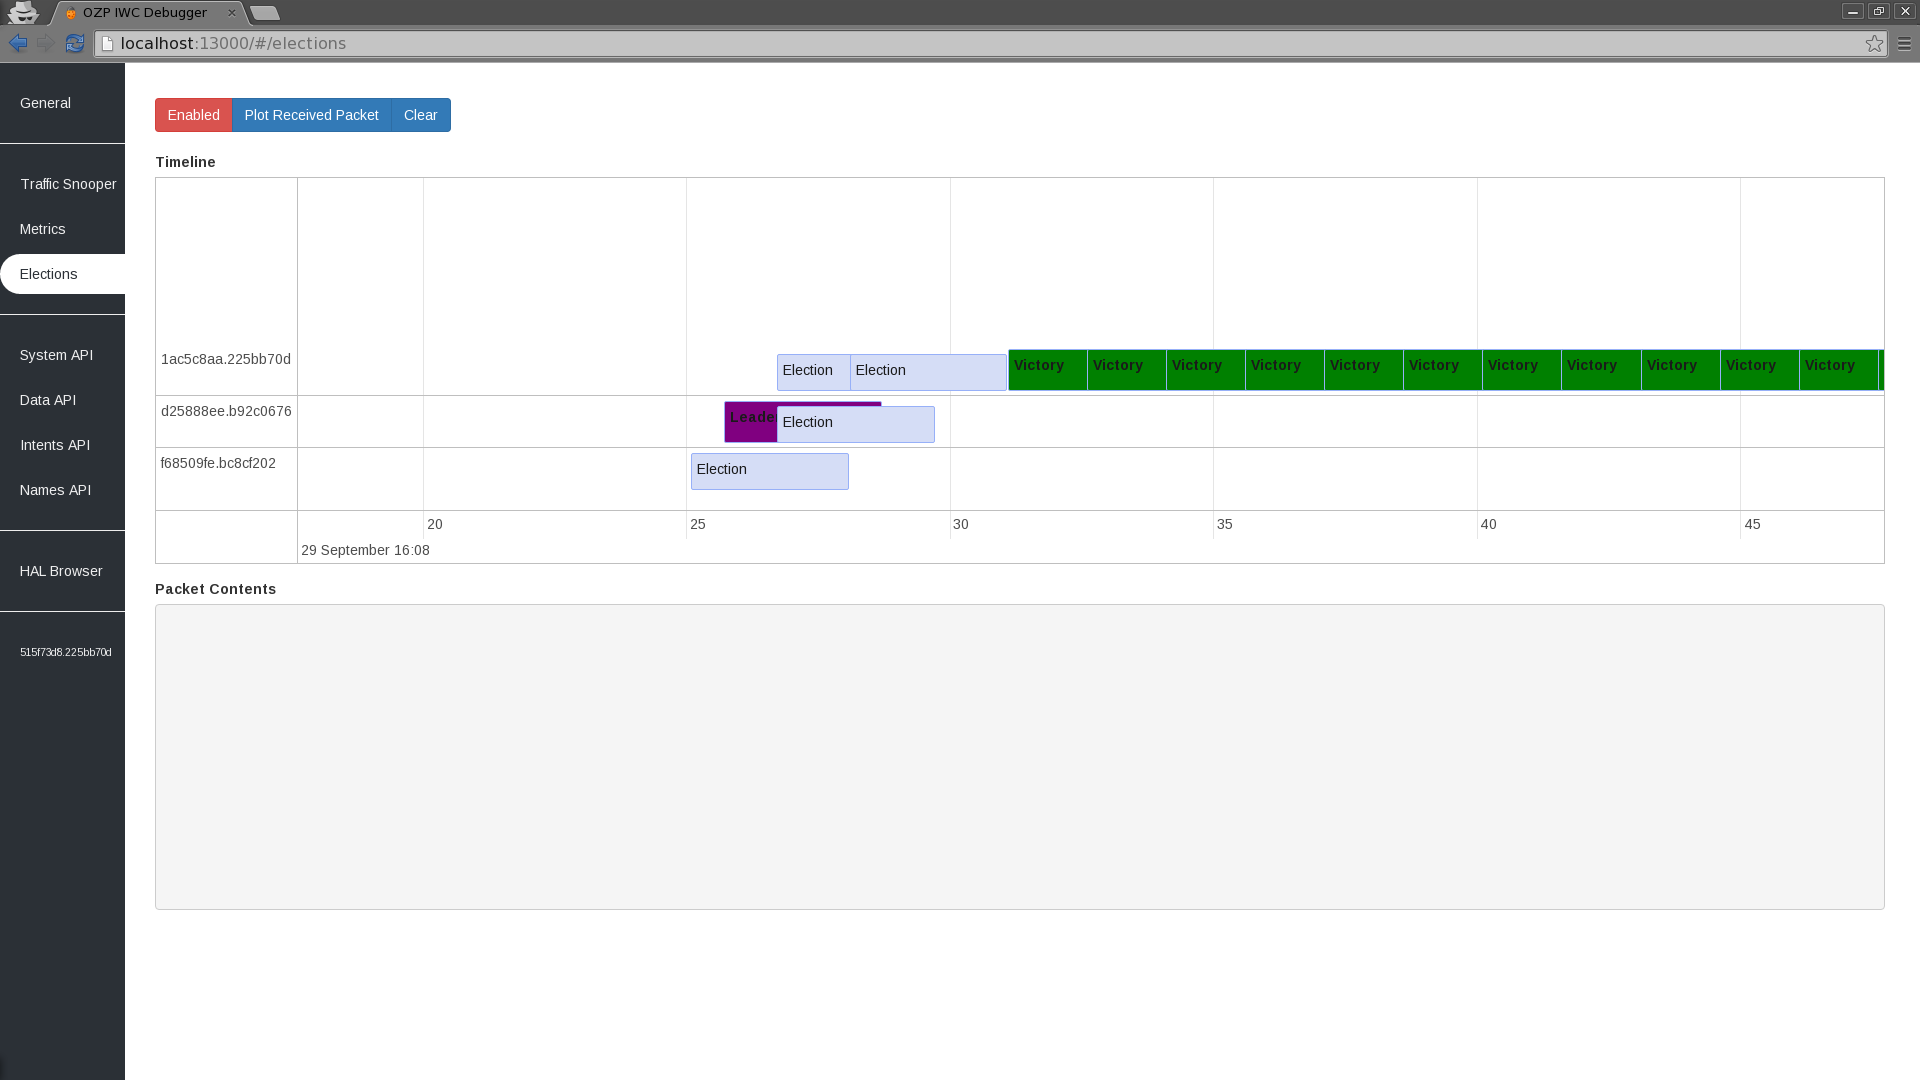 OZP IWC Debugger
localhost:13000/#/elections
General
Traffic Snooper
Metrics
Elections
System API
Data API
Intents API
Names API
HAL Browser
515f73d8.225bb70d
Enabled Plot Received Packet Clear
Timeline
1ac5c8aa.225bb70d Election Election Victory Victory Victory Victory Victory Victory Victory Victory Victory Victory Victory
d25888ee.b92c0676 Leade Election
f68509fe.bc8cf202 Election
20 25 30 35 40 45
29 September 16:08
Packet Contents